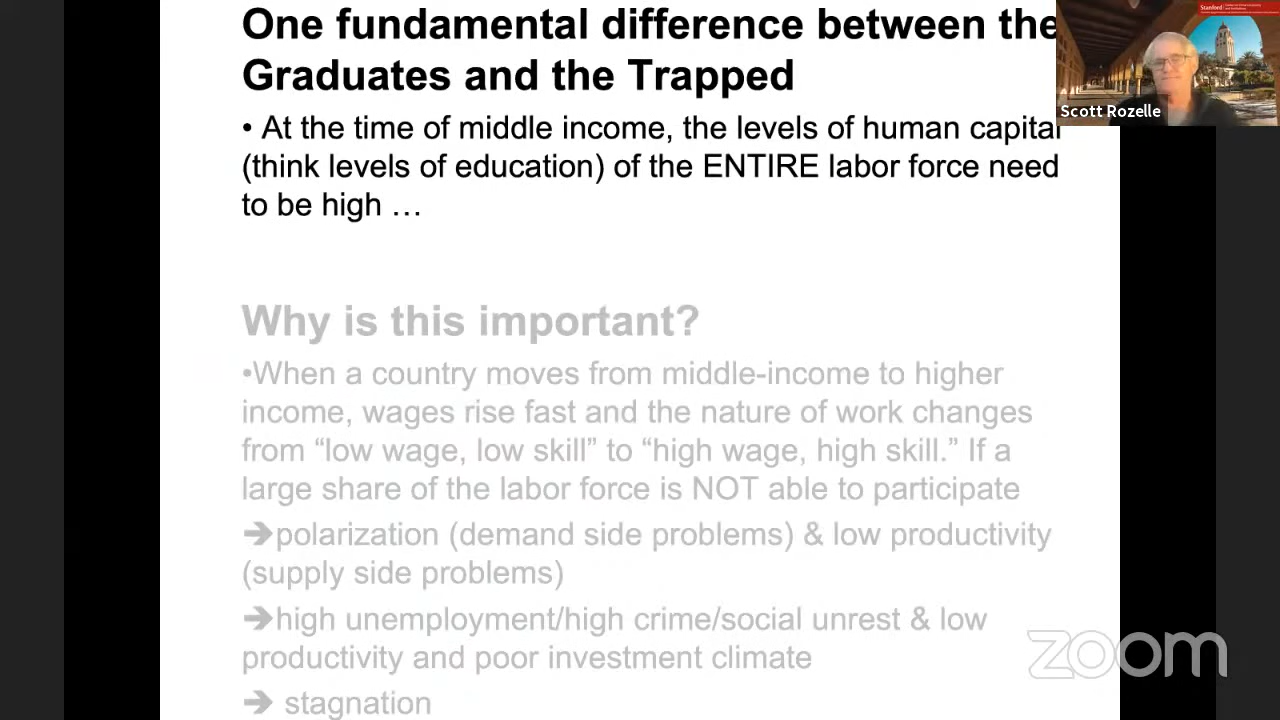 One fundamental difference between the
Graduates and the Trapped
• At the time of middle income, the levels of human capital
(think levels of education) of the ENTIRE labor force need
to be high …
Why is this important?
•When a country moves from middle-income to higher
income, wages rise fast and the nature of work changes
from “low wage, low skill” to “high wage, high skill.” If a
large share of the labor force is NOT able to participate
➔polarization (demand side problems) & low productivity
(supply side problems)
➔high unemployment/high crime/social unrest & low
productivity and poor investment climate
➔ stagnation
Stanford
Scott Rozelle
zoom